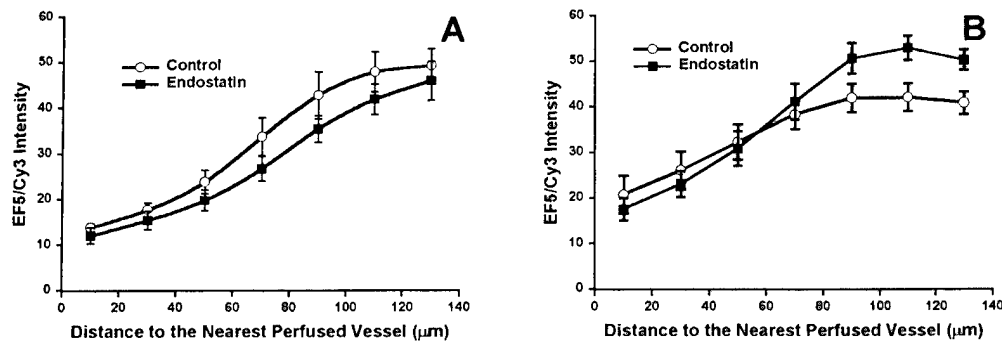 A
Control
Endostatin
EF5/Cy3 Intensity
60
50
40
30
20
10
0
0 20 40 60 80 100 120 140
Distance to the Nearest Perfused Vessel (μm)
B
Control
Endostatin
EF5/Cy3 Intensity
60
50
40
30
20
10
0
0 20 40 60 80 100 120 140
Distance to the Nearest Perfused Vessel (μm)